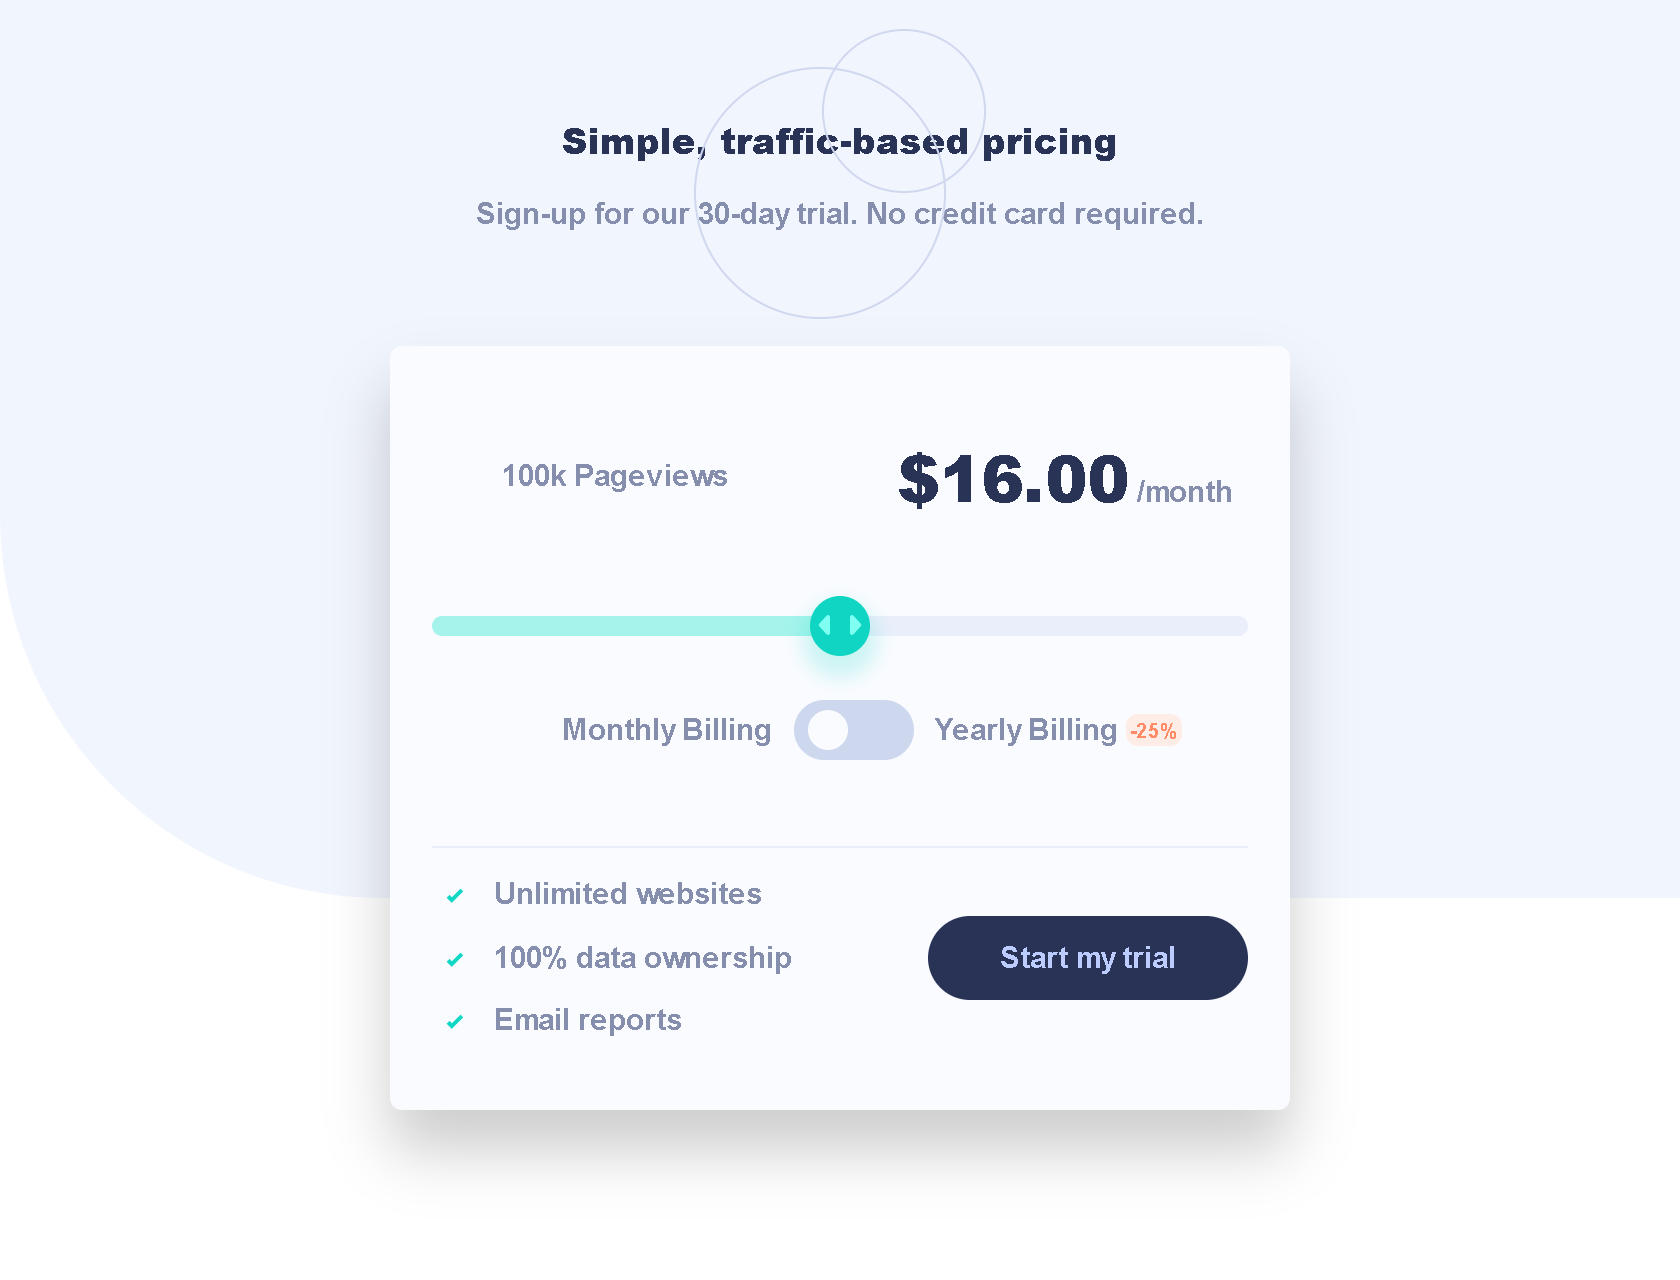 Simple, traffic-based pricing
Sign-up for our 30-day trial. No credit card required.
100k Pageviews
$16.00 /month
Monthly Billing
Yearly Billing -25%
Unlimited websites
100% data ownership
Email reports
Start my trial